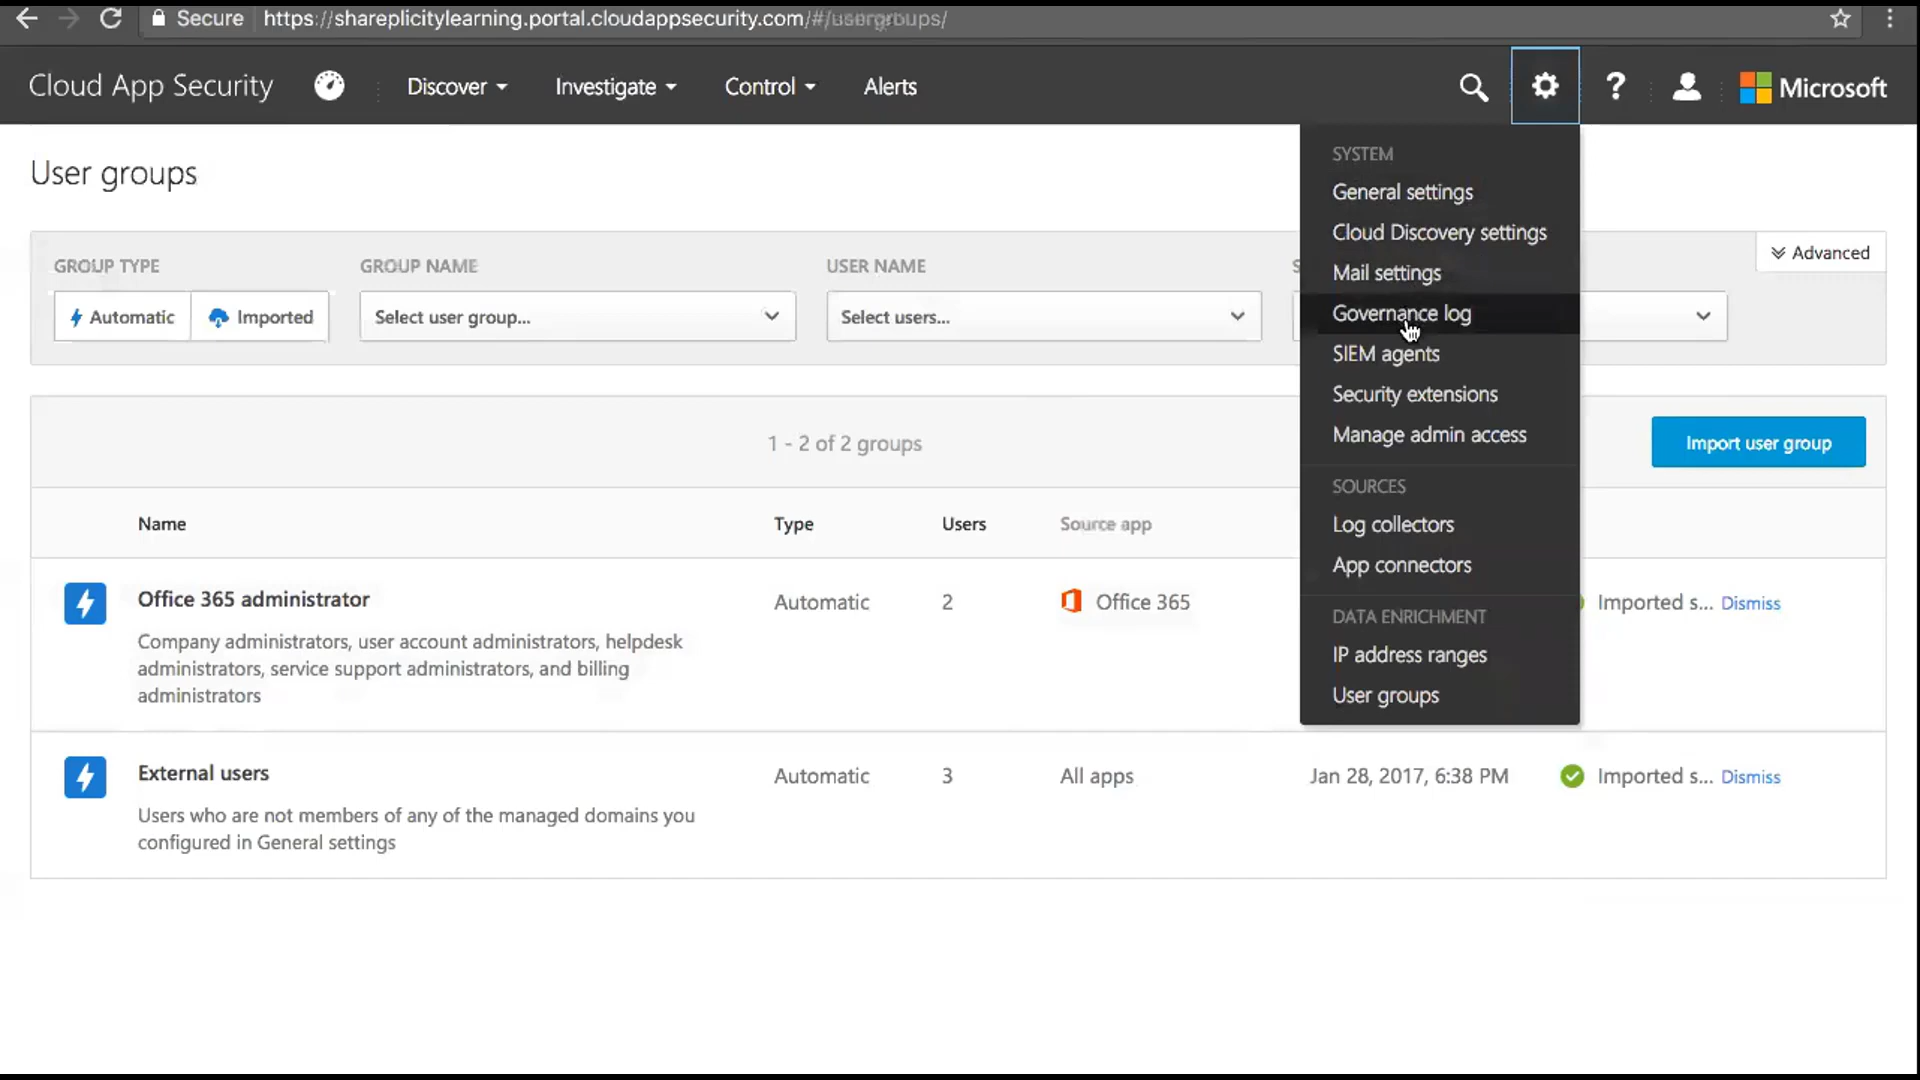 Secure https://shareplicitylearning.portal.cloudappsecurity.com/#/usergroups/
Cloud App Security Discover Investigate Control Alerts ? Microsoft
User groups
GROUP TYPE GROUP NAME USER NAME S
Advanced
Automatic Imported Select user group... Select users...
1 - 2 of 2 groups
Import user group
Name Type Users Source app
Office 365 administrator Automatic 2 Office 365 Imported s... Dismiss
Company administrators, user account administrators, helpdesk
administrators, service support administrators, and billing
administrators
External users Automatic 3 All apps Jan 28, 2017, 6:38 PM Imported s... Dismiss
Users who are not members of any of the managed domains you
configured in General settings
SYSTEM
General settings
Cloud Discovery settings
Mail settings
Governance log
SIEM agents
Security extensions
Manage admin access
SOURCES
Log collectors
App connectors
DATA ENRICHMENT
IP address ranges
User groups